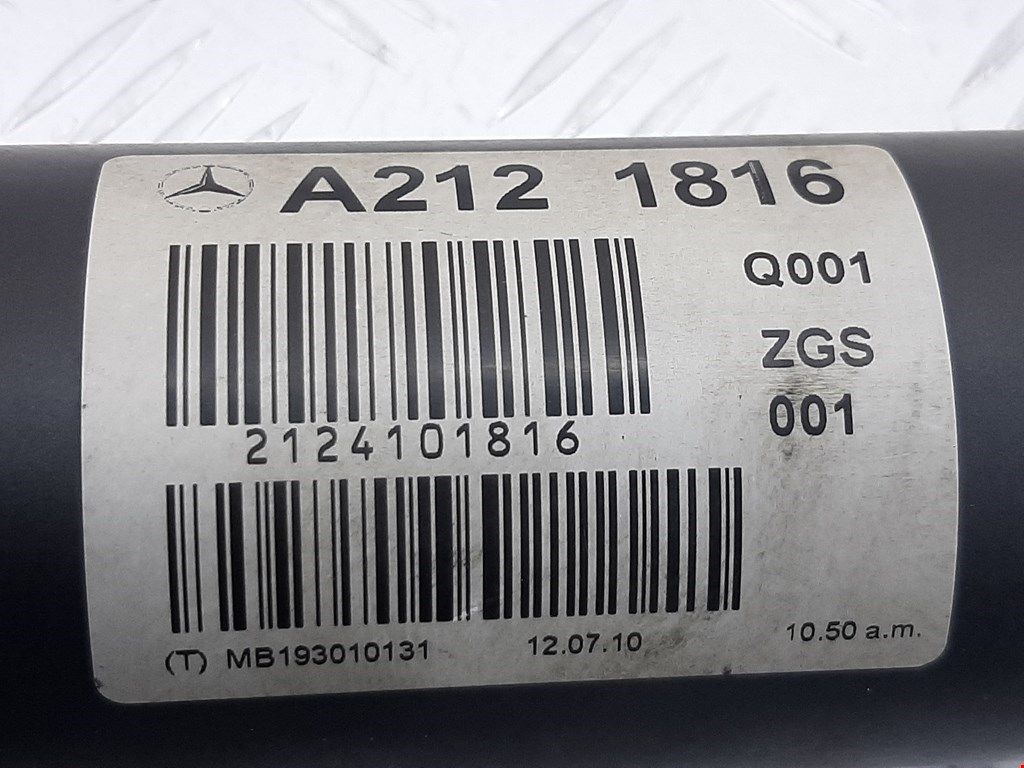 A212 1816
Q001
ZGS
001
2124101816
(T) MB193010131 12.07.10 10.50 a.m.